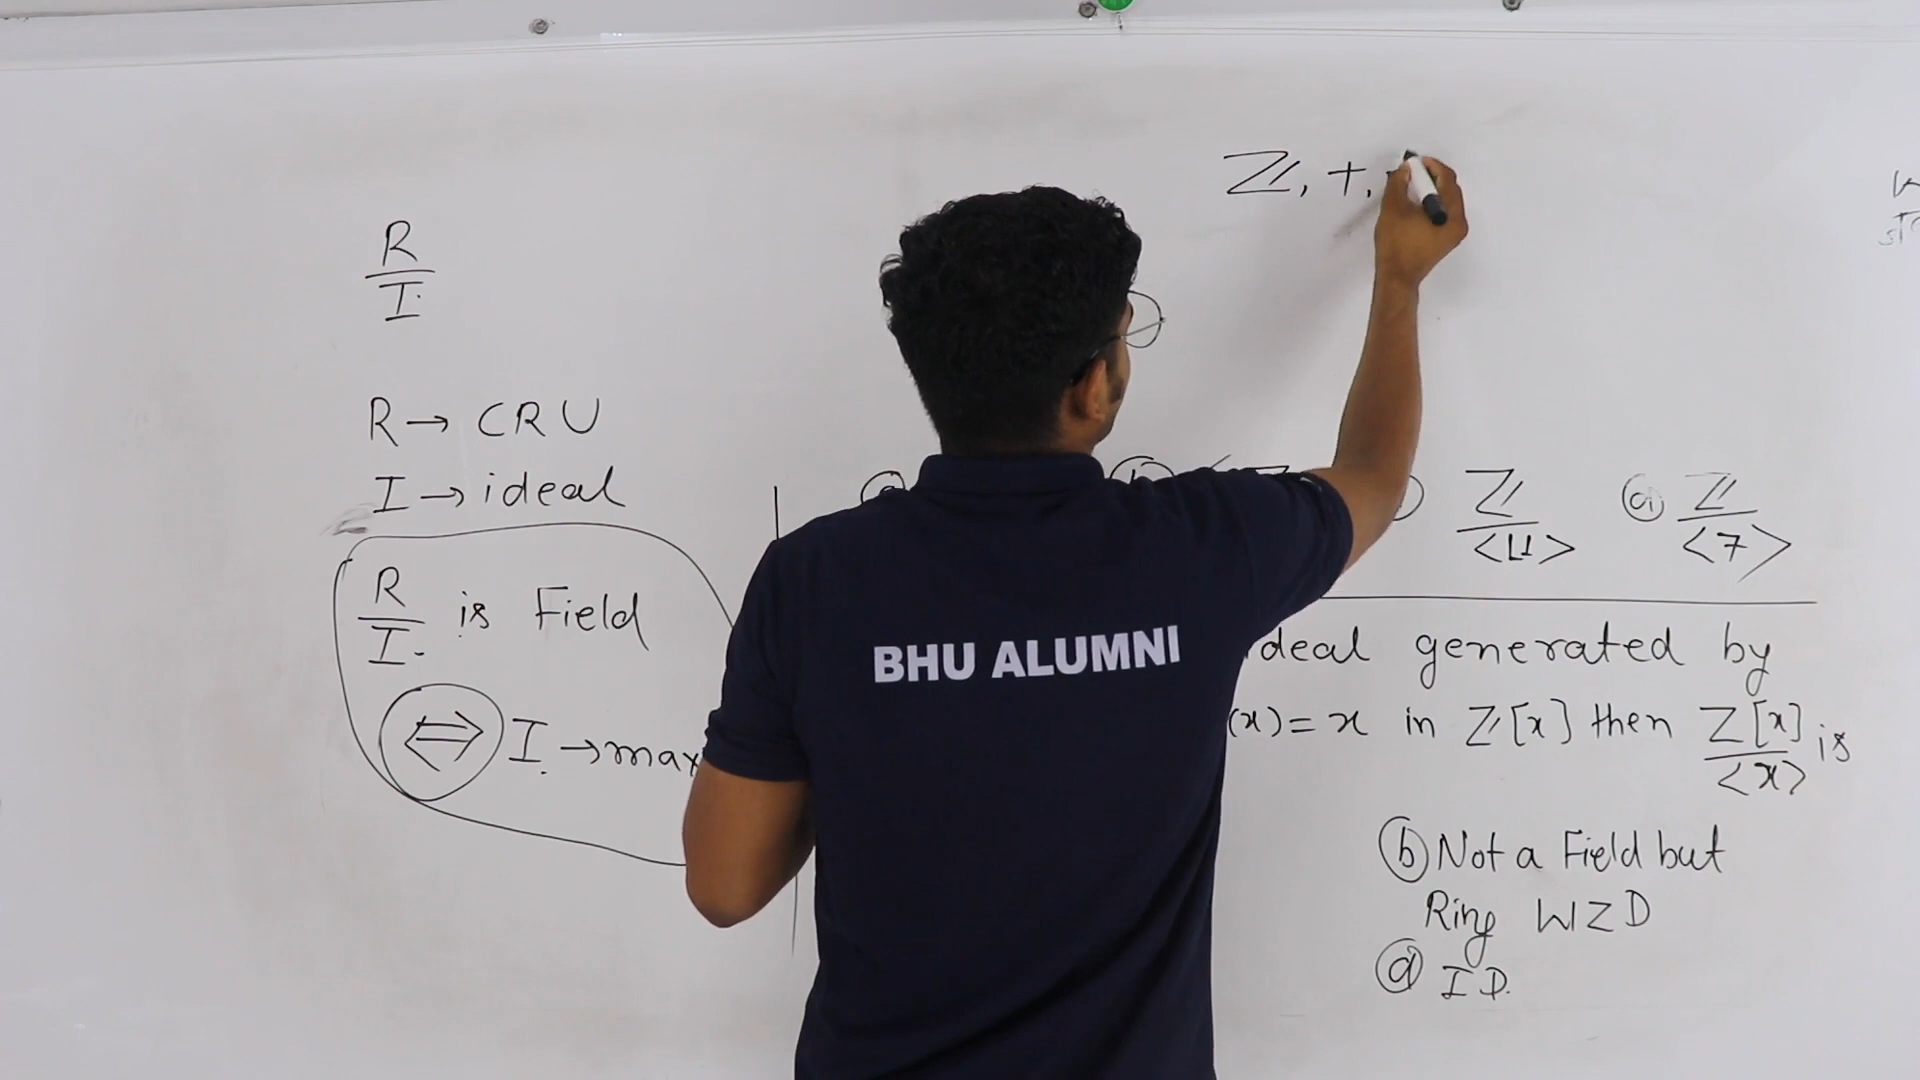 R
I
R → CRU
I → ideal
R
I
is Field
⇔ I → max
ℤ, +,
ℤ
<11>
ⓓ ℤ
<7>
deal generated by
(x) = x in ℤ[x] then ℤ[x]
<x>
is
ⓑ Not a Field but
Ring WZD
ⓓ I D.
BHU ALUMNI